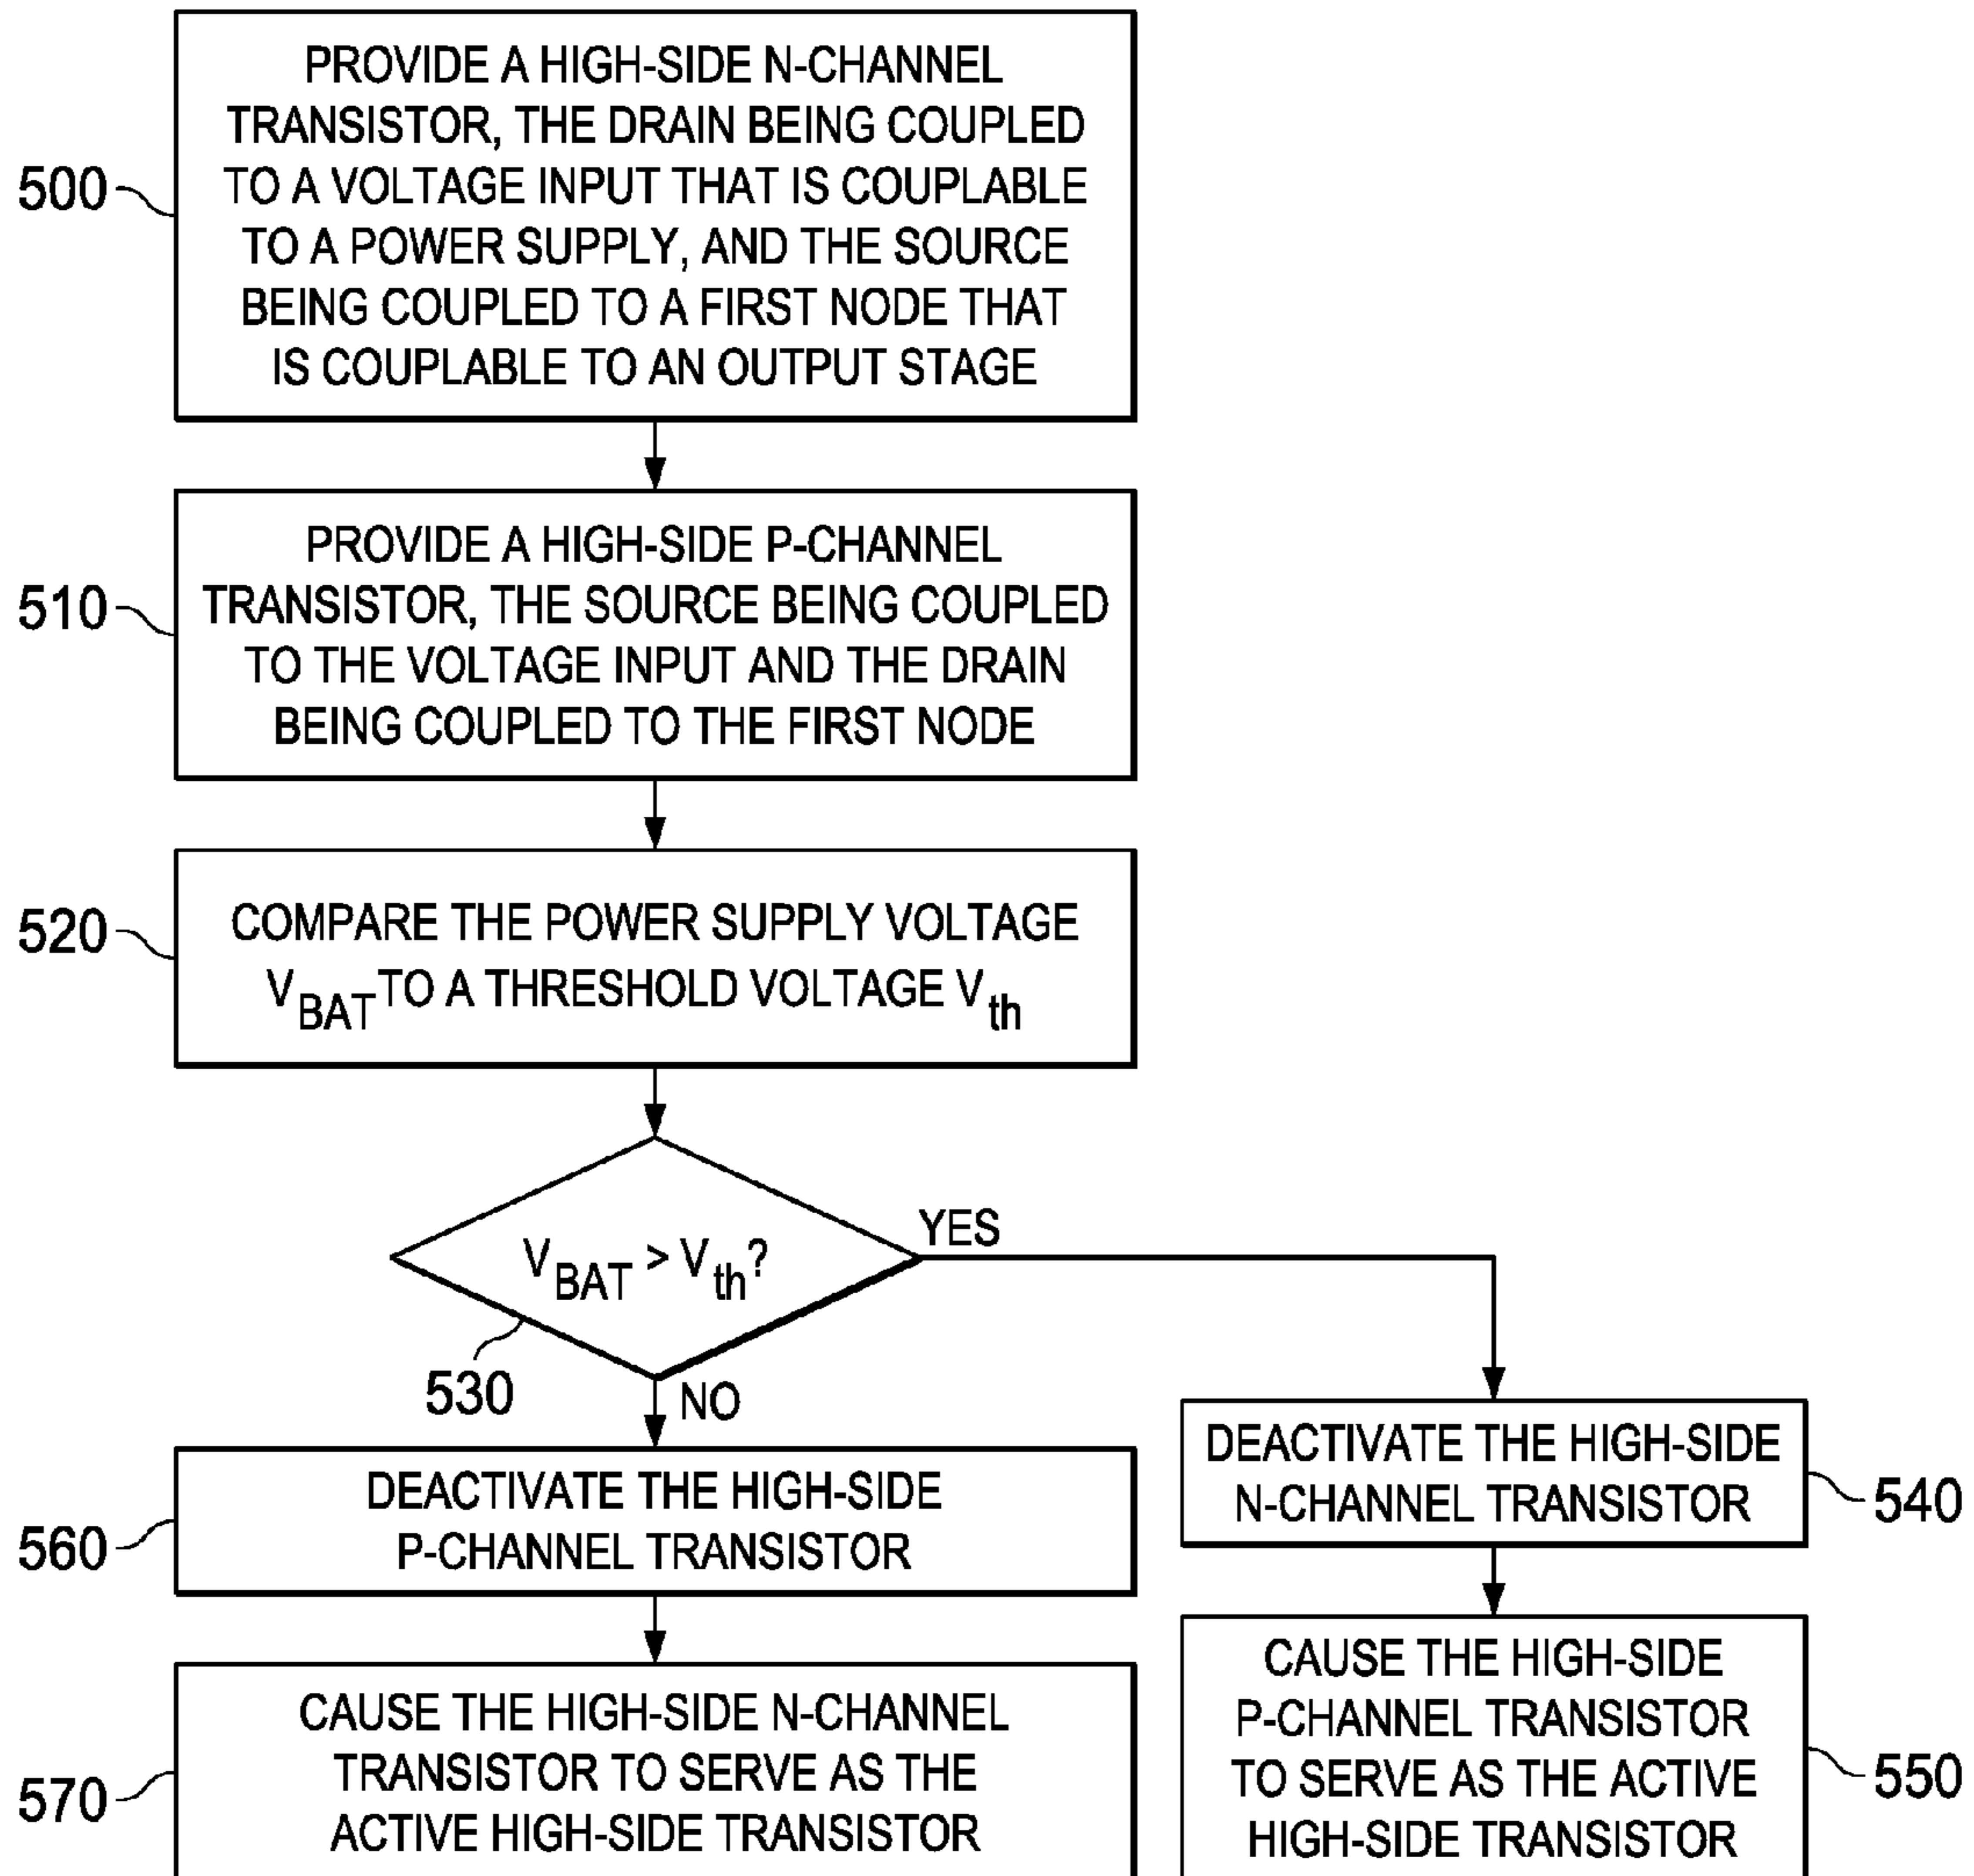 PROVIDE A HIGH-SIDE N-CHANNEL
TRANSISTOR, THE DRAIN BEING COUPLED
TO A VOLTAGE INPUT THAT IS COUPLABLE
TO A POWER SUPPLY, AND THE SOURCE
BEING COUPLED TO A FIRST NODE THAT
IS COUPLABLE TO AN OUTPUT STAGE
500
PROVIDE A HIGH-SIDE P-CHANNEL
TRANSISTOR, THE SOURCE BEING COUPLED
TO THE VOLTAGE INPUT AND THE DRAIN
BEING COUPLED TO THE FIRST NODE
510
COMPARE THE POWER SUPPLY VOLTAGE
VBAT TO A THRESHOLD VOLTAGE Vth
520
VBAT > Vth?
530
YES
NO
DEACTIVATE THE HIGH-SIDE
N-CHANNEL TRANSISTOR
540
CAUSE THE HIGH-SIDE
P-CHANNEL TRANSISTOR
TO SERVE AS THE ACTIVE
HIGH-SIDE TRANSISTOR
550
DEACTIVATE THE HIGH-SIDE
P-CHANNEL TRANSISTOR
560
CAUSE THE HIGH-SIDE N-CHANNEL
TRANSISTOR TO SERVE AS THE
ACTIVE HIGH-SIDE TRANSISTOR
570